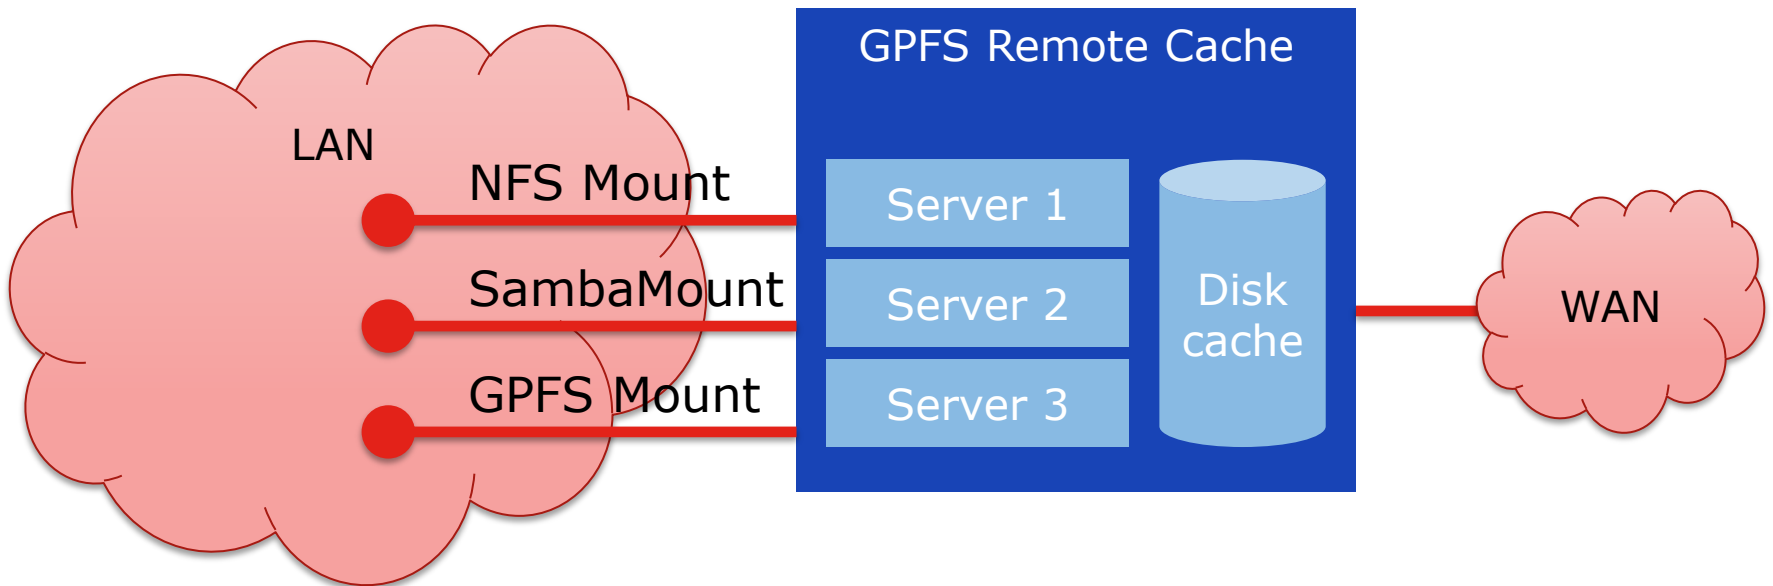 GPFS Remote Cache
LAN
NFS Mount
SambaMount
GPFS Mount
Server 1
Server 2
Server 3
Disk
cache
WAN